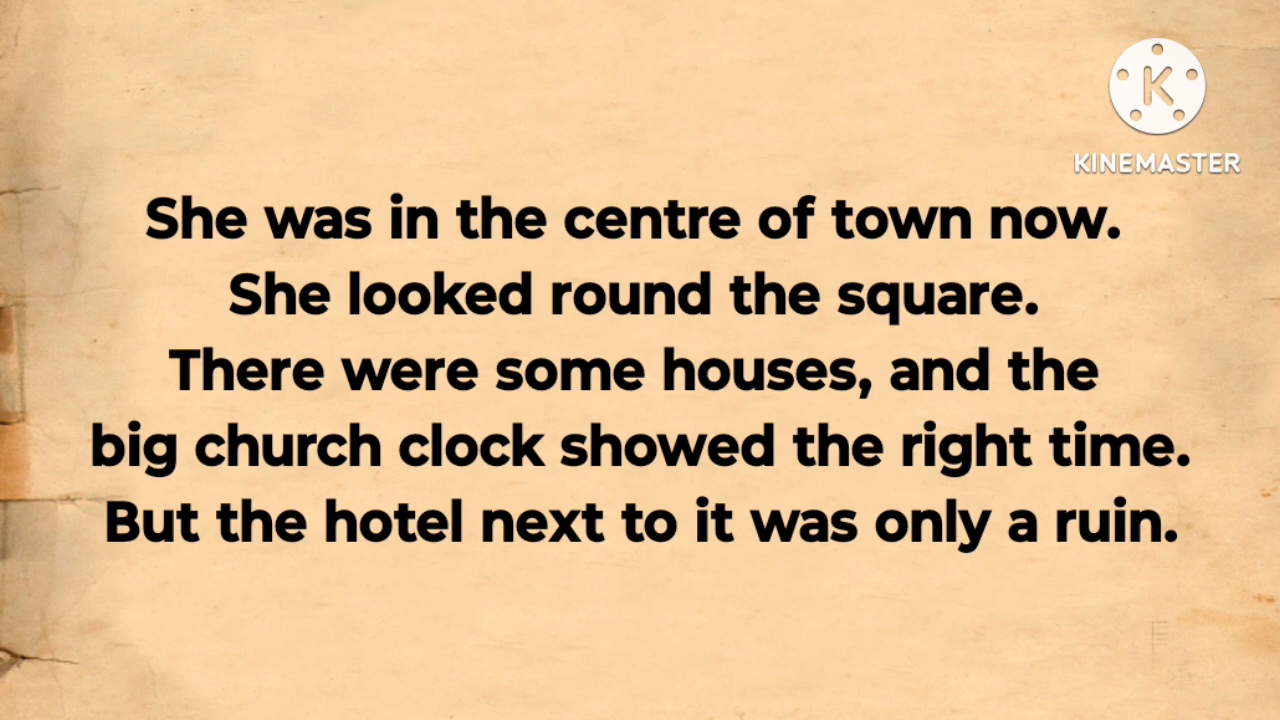 KINEMASTER
She was in the centre of town now.
She looked round the square.
There were some houses, and the
big church clock showed the right time.
But the hotel next to it was only a ruin.